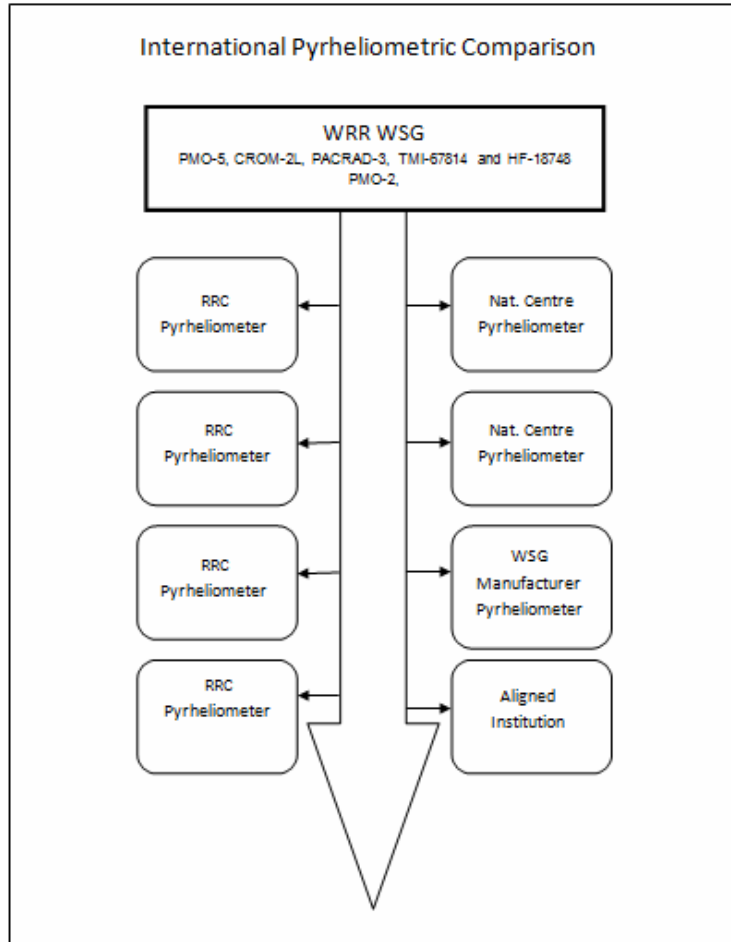 International Pyrheliometric Comparison
WRR WSG
PMO-5, CROM-2L, PACRAD-3, TMI-67814 and HF-18748
PMO-2,
RRC
Pyrheliometer
Nat. Centre
Pyrheliometer
RRC
Pyrheliometer
Nat. Centre
Pyrheliometer
RRC
Pyrheliometer
WSG
Manufacturer
Pyrheliometer
RRC
Pyrheliometer
Aligned
Institution